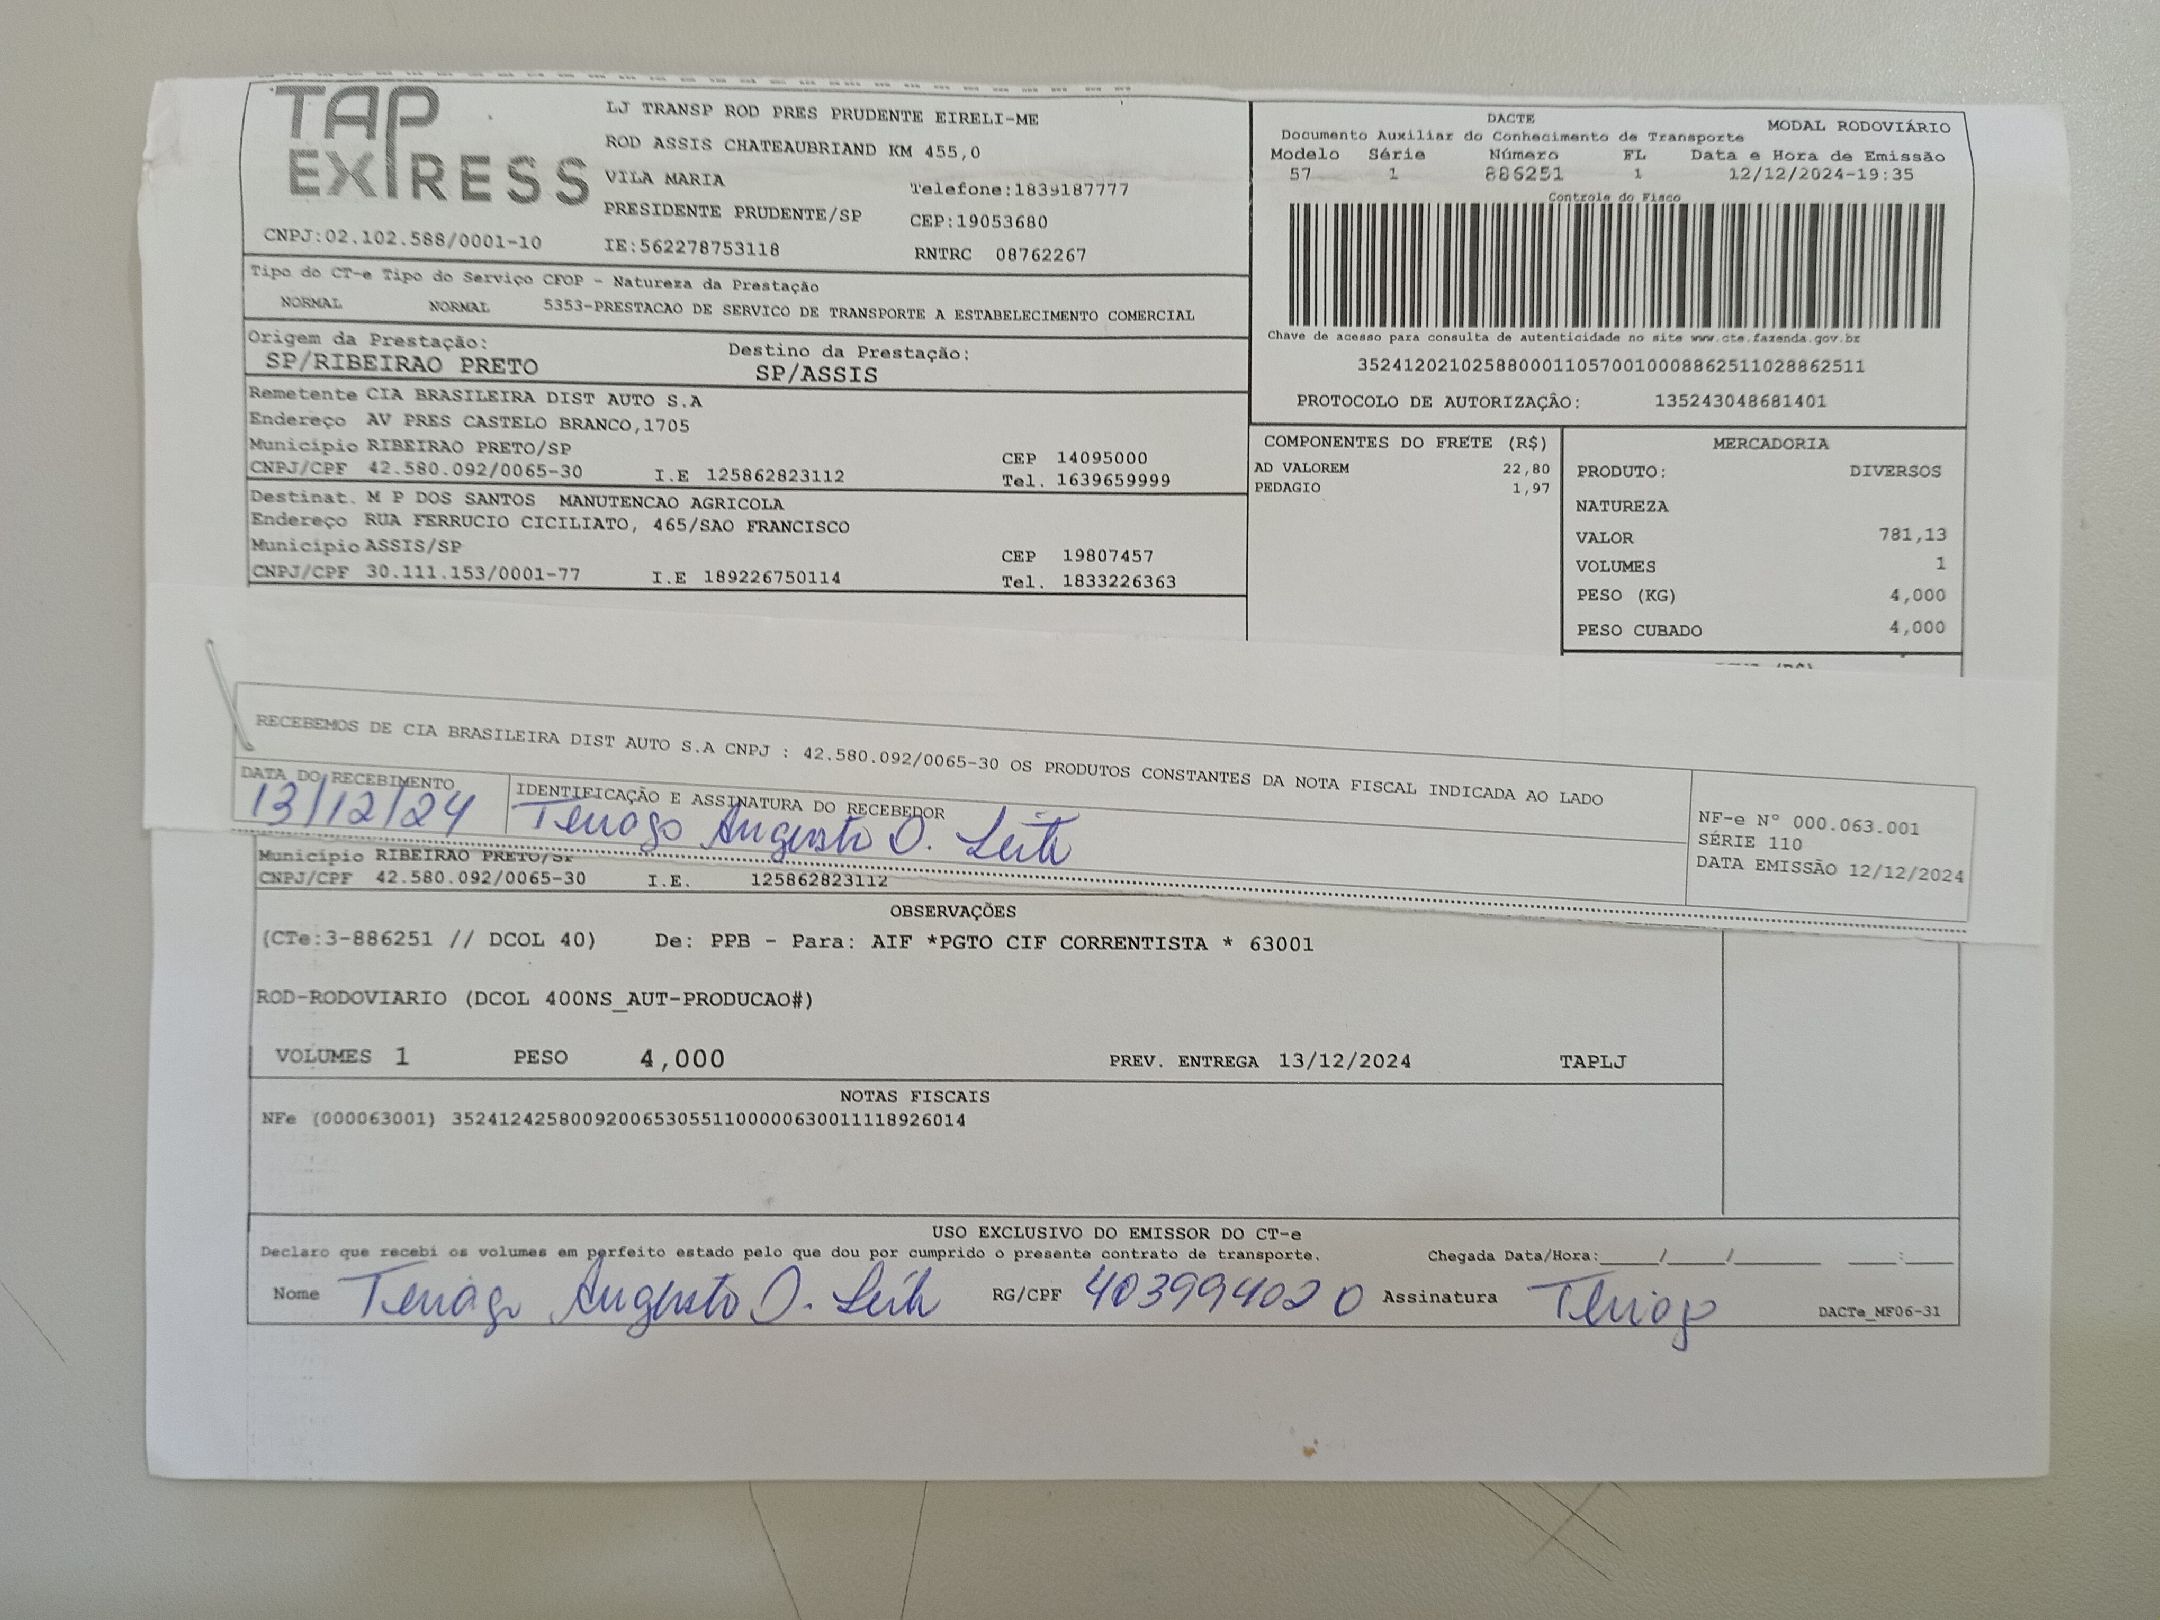 TAP
EXPRESS
LJ TRANSP ROD PRES PRUDENTE EIRELI-ME
ROD ASSIS CHATEAUBRIAND KM 455,0
VILA MARIA Telefone:1839187777
PRESIDENTE PRUDENTE/SP CEP:19053680
CNPJ:02.102.588/0001-10 IE:562278753118 RNTRC 08762267
DACTE MODAL RODOVIÁRIO
Documento Auxiliar do Conhecimento de Transporte
Modelo Série Número FL Data e Hora de Emissão
57 1 886251 1 12/12/2024-19:35
Controle do Fisco
Chave de acesso para consulta de autenticidade no site www.cte.fazenda.gov.br
35241202102588000110570010008862511028862511
PROTOCOLO DE AUTORIZAÇÃO: 135243048681401
Tipo do CT-e Tipo do Serviço CFOP - Natureza da Prestação
NORMAL NORMAL 5353-PRESTACAO DE SERVICO DE TRANSPORTE A ESTABELECIMENTO COMERCIAL
Origem da Prestação: Destino da Prestação:
SP/RIBEIRAO PRETO SP/ASSIS
Remetente CIA BRASILEIRA DIST AUTO S.A
Endereço AV PRES CASTELO BRANCO,1705
Município RIBEIRAO PRETO/SP CEP 14095000
CNPJ/CPF 42.580.092/0065-30 I.E 125862823112 Tel. 1639659999
Destinat. M P DOS SANTOS MANUTENCAO AGRICOLA
Endereço RUA FERRUCIO CICILIATO, 465/SAO FRANCISCO
Município ASSIS/SP CEP 19807457
CNPJ/CPF 30.111.153/0001-77 I.E 189226750114 Tel. 1833226363
COMPONENTES DO FRETE (R$)
AD VALOREM 22,80
PEDAGIO 1,97
MERCADORIA
PRODUTO: DIVERSOS
NATUREZA
VALOR 781,13
VOLUMES 1
PESO (KG) 4,000
PESO CUBADO 4,000
RECEBEMOS DE CIA BRASILEIRA DIST AUTO S.A CNPJ : 42.580.092/0065-30 OS PRODUTOS CONSTANTES DA NOTA FISCAL INDICADA AO LADO
DATA DO RECEBIMENTO IDENTIFICAÇÃO E ASSINATURA DO RECEBEDOR
13/12/24 Augusto O. Leite
NF-e Nº 000.063.001
SÉRIE 110
DATA EMISSÃO 12/12/2024
Município RIBEIRAO PRETO/SP
CNPJ/CPF 42.580.092/0065-30 I.E. 125862823112
OBSERVAÇÕES
(CTe:3-886251 // DCOL 40) De: PPB - Para: AIF *PGTO CIF CORRENTISTA * 63001
ROD-RODOVIARIO (DCOL 400NS_AUT-PRODUCAO#)
VOLUMES 1 PESO 4,000 PREV. ENTREGA 13/12/2024 TAPLJ
NOTAS FISCAIS
NFe (000063001) 35241242580092006530551100000630011118926014
USO EXCLUSIVO DO EMISSOR DO CT-e
Declaro que recebi os volumes em perfeito estado pelo que dou por cumprido o presente contrato de transporte. Chegada Data/Hora:____/____/______ ___:___
Nome Augusto O. Leite RG/CPF 403994020 Assinatura
DACTe_MF06-31